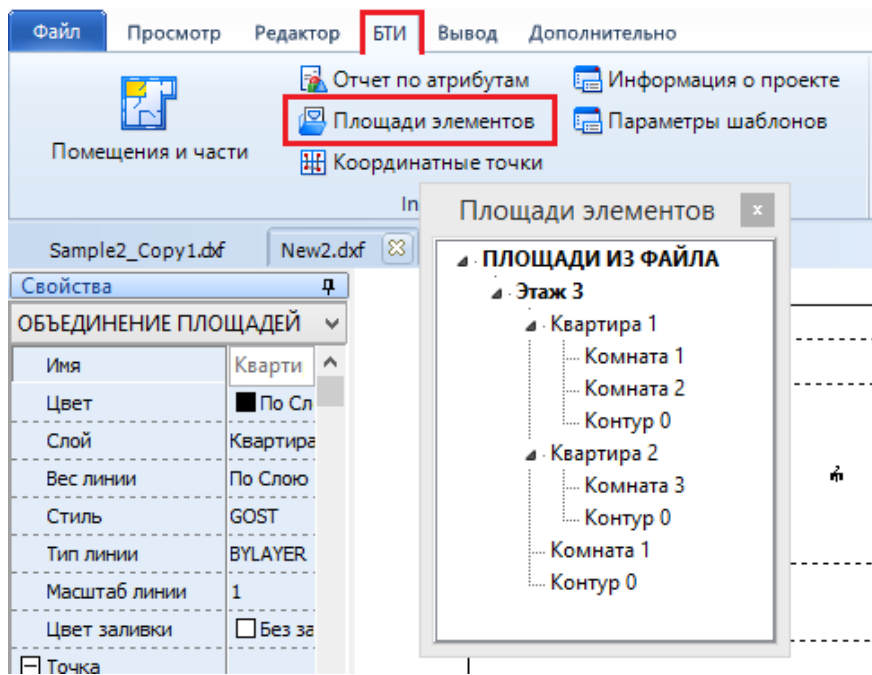 Файл Просмотр Редактор БТИ Вывод Дополнительно
Отчет по атрибутам Информация о проекте
Площади элементов Параметры шаблонов
Помещения и части
Координатные точки
In
Площади элементов x
Sample2_Copy1.dxf New2.dxf
ПЛОЩАДИ ИЗ ФАЙЛА
Свойства
Этаж 3
ОБЪЕДИНЕНИЕ ПЛОЩАДЕЙ
Квартира 1
Имя Кварти
Комната 1
Комната 2
Цвет По Сл
Контур 0
Слой Квартира
Квартира 2
Вес линии По Слою
Комната 3
Стиль GOST
Контур 0
Тип линии BYLAYER
Комната 1
Масштаб линии 1
Контур 0
Цвет заливки Без за
Точка